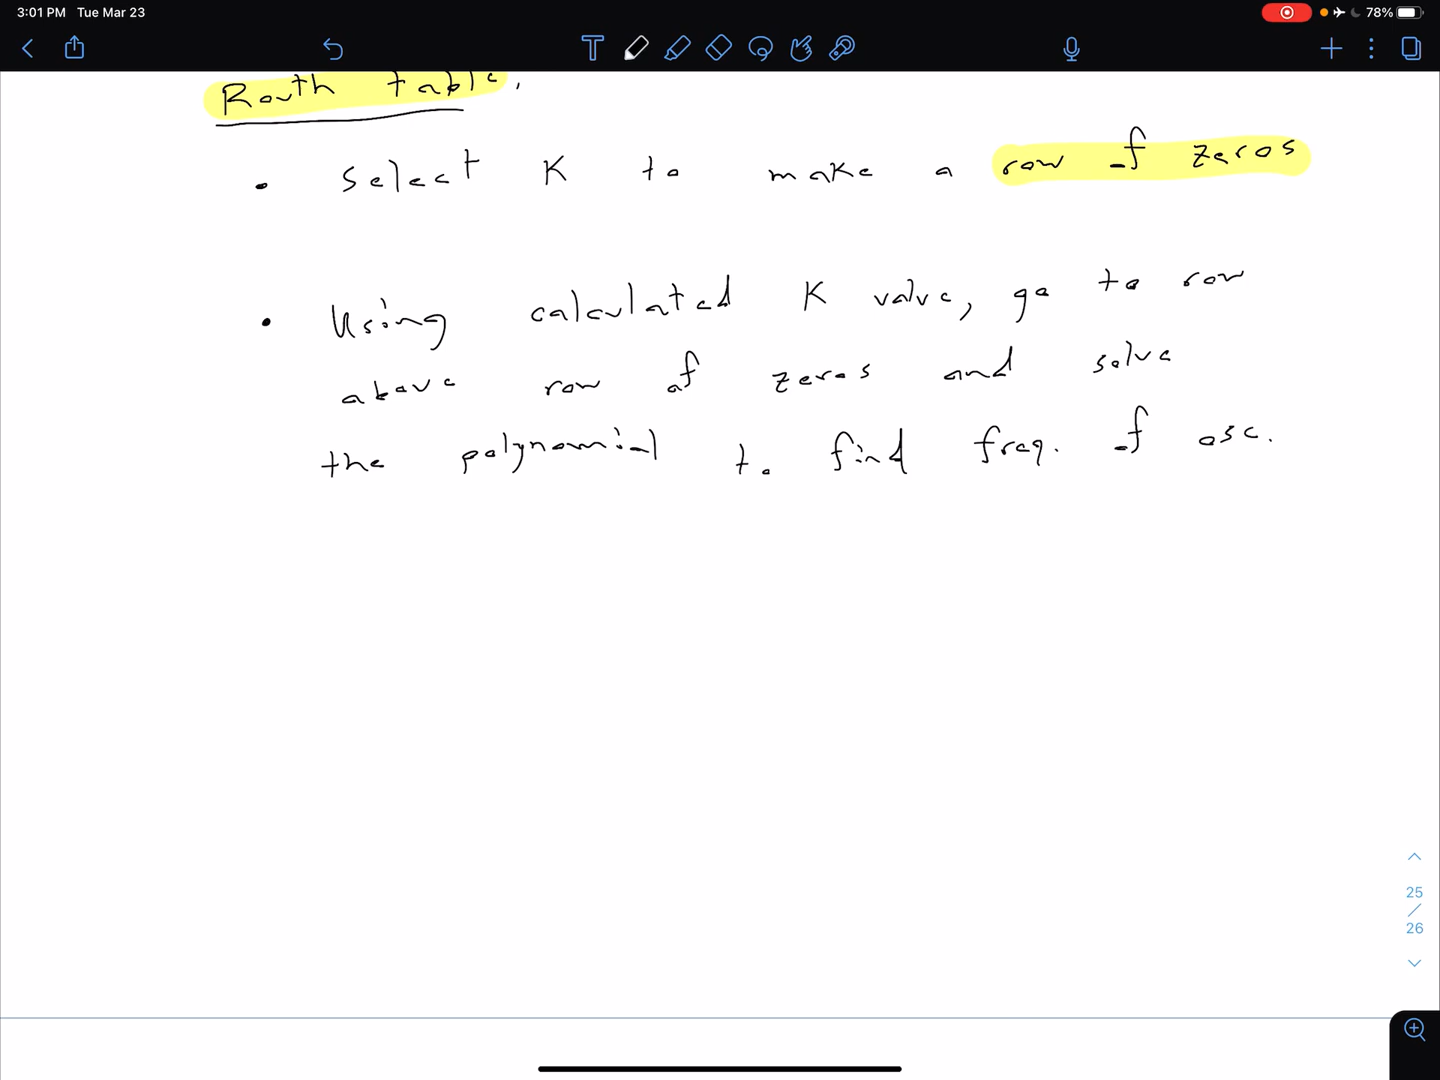 3:01 PM Tue Mar 23
78%
Routh table.
• select K to make a row of zeros
• Using calculated K value, go to row
above row of zeros and solve
the polynomial to find freq. of osc.
25
/
26